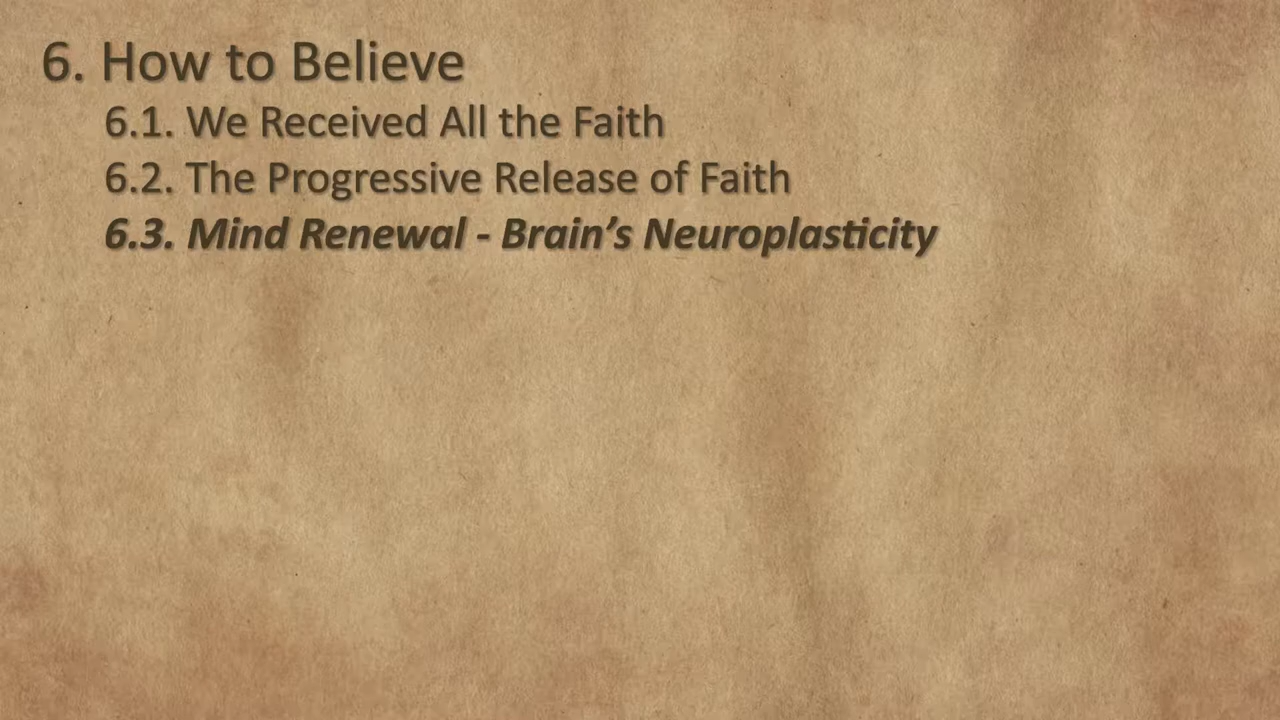 6. How to Believe
6.1. We Received All the Faith
6.2. The Progressive Release of Faith
6.3. Mind Renewal - Brain’s Neuroplasticity